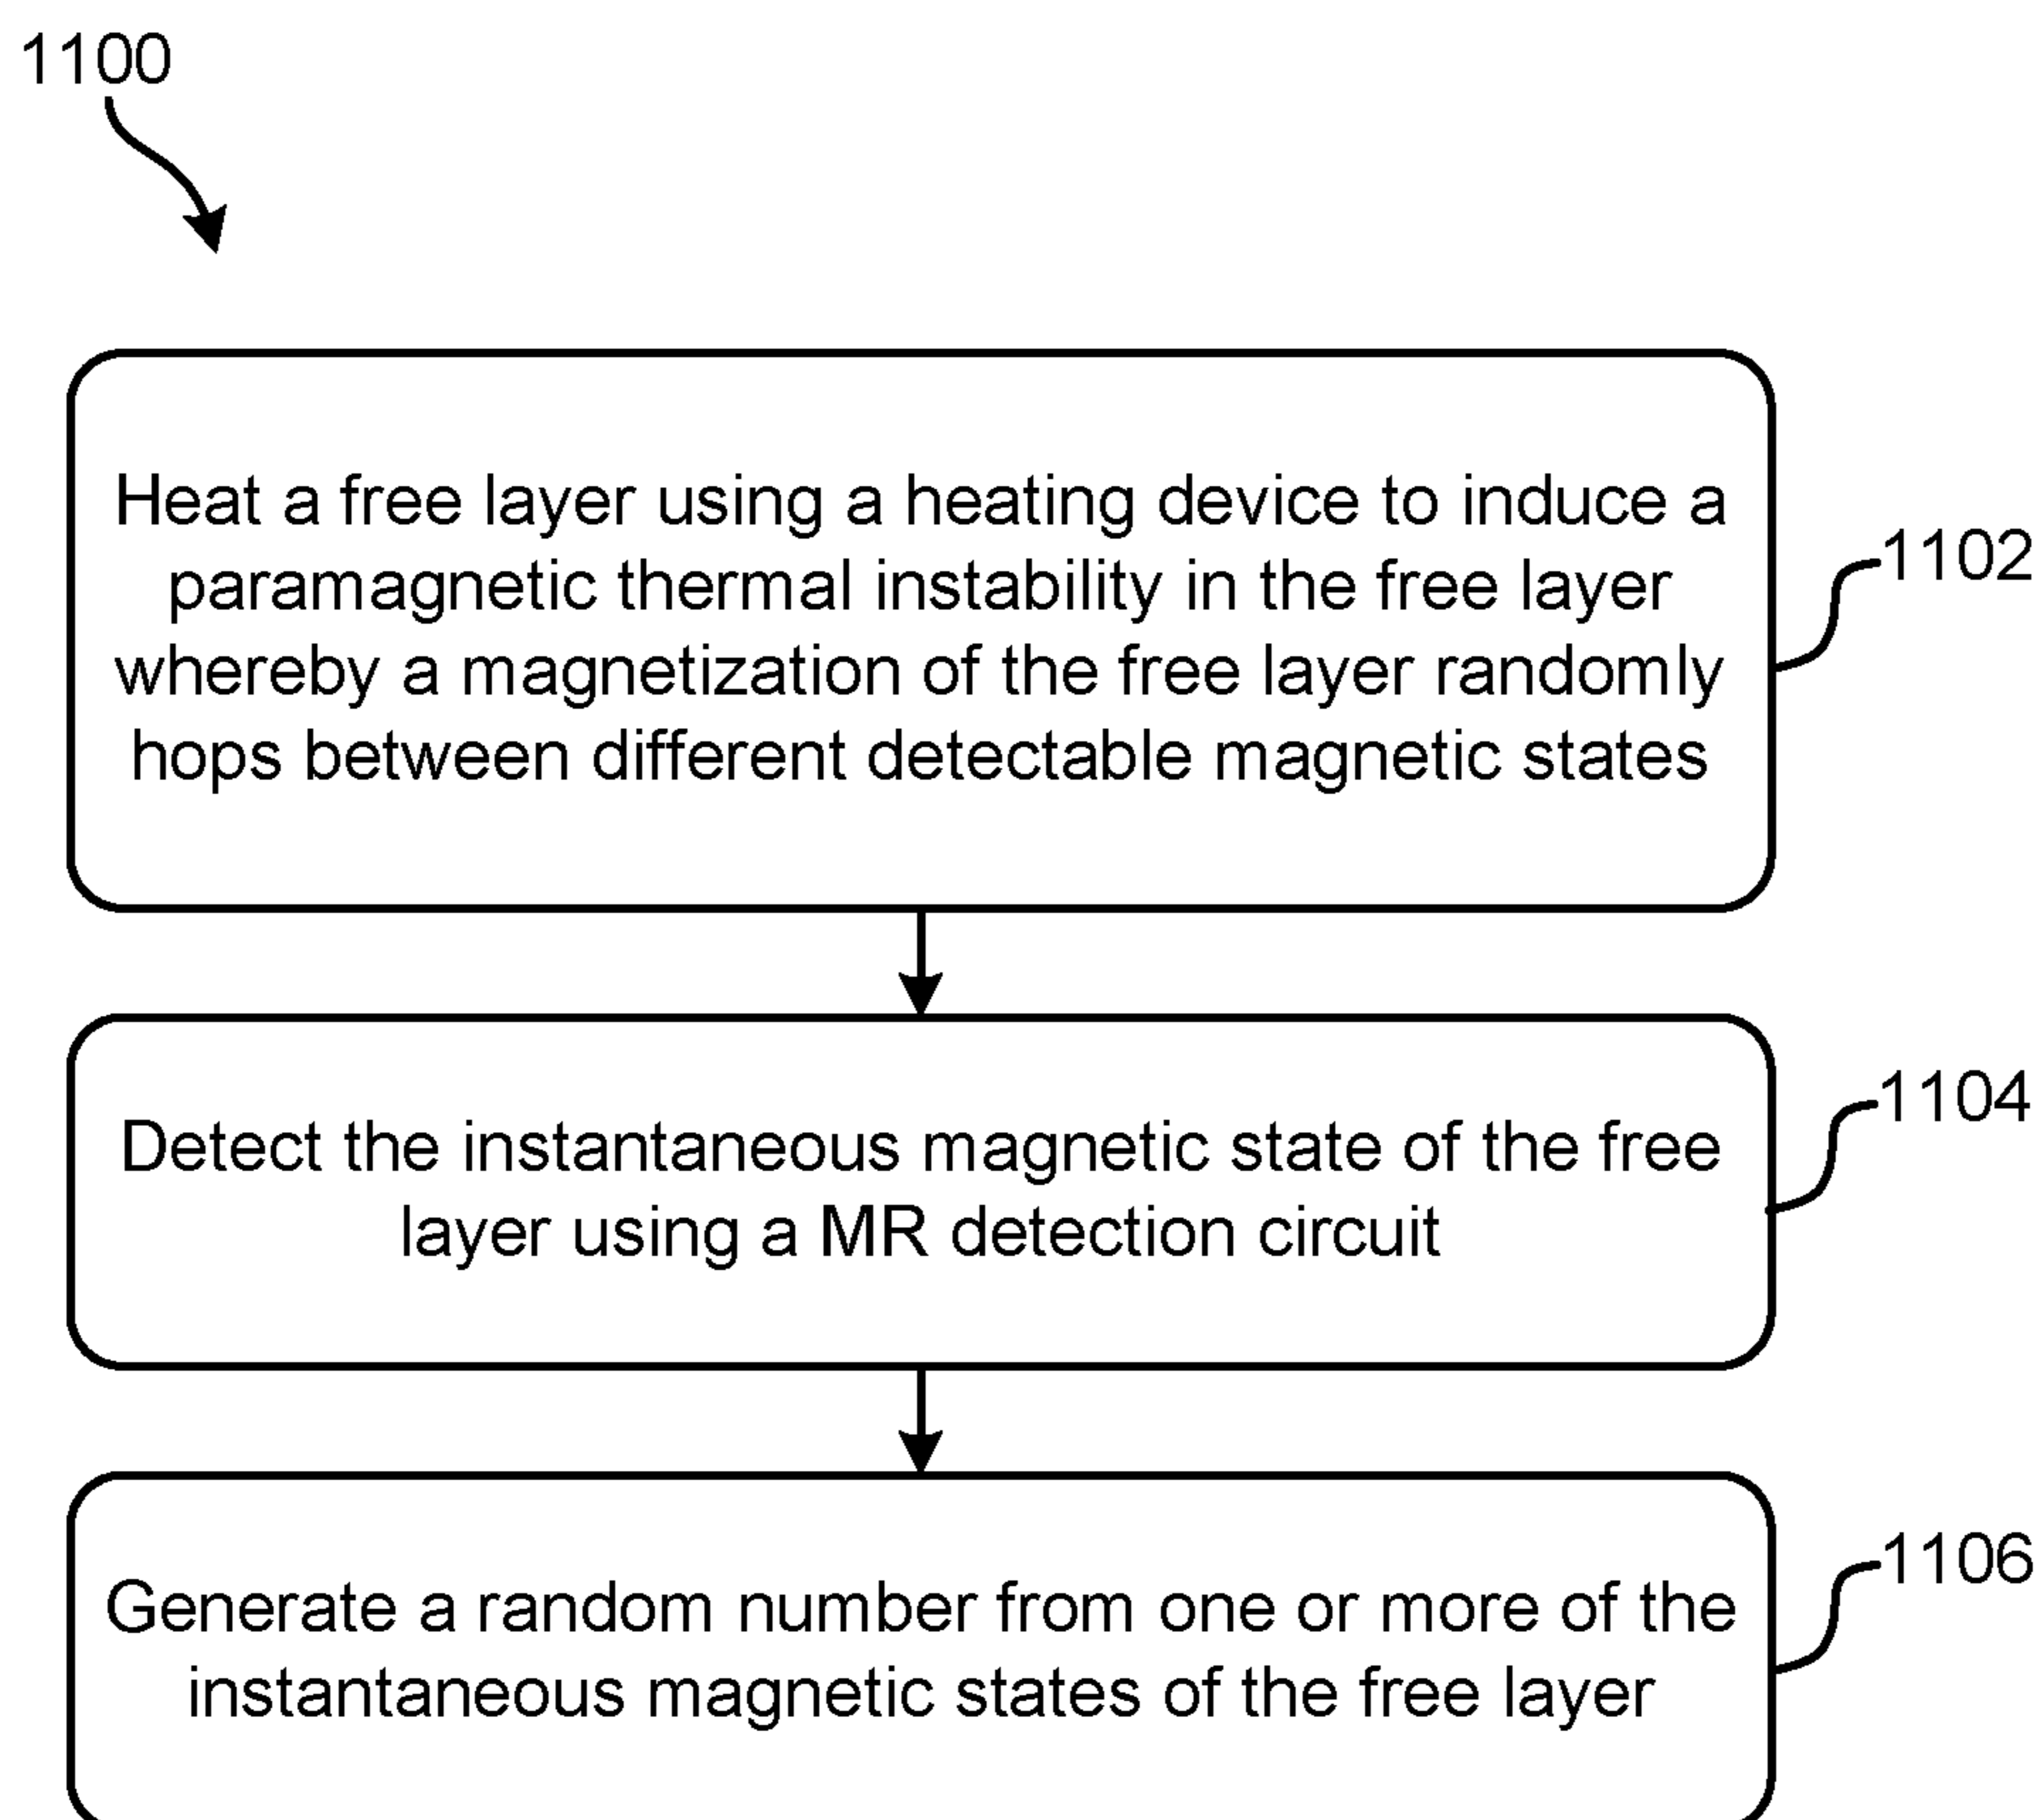 1100
Heat a free layer using a heating device to induce a
paramagnetic thermal instability in the free layer
whereby a magnetization of the free layer randomly
hops between different detectable magnetic states
1102
Detect the instantaneous magnetic state of the free
layer using a MR detection circuit
1104
Generate a random number from one or more of the
instantaneous magnetic states of the free layer
1106